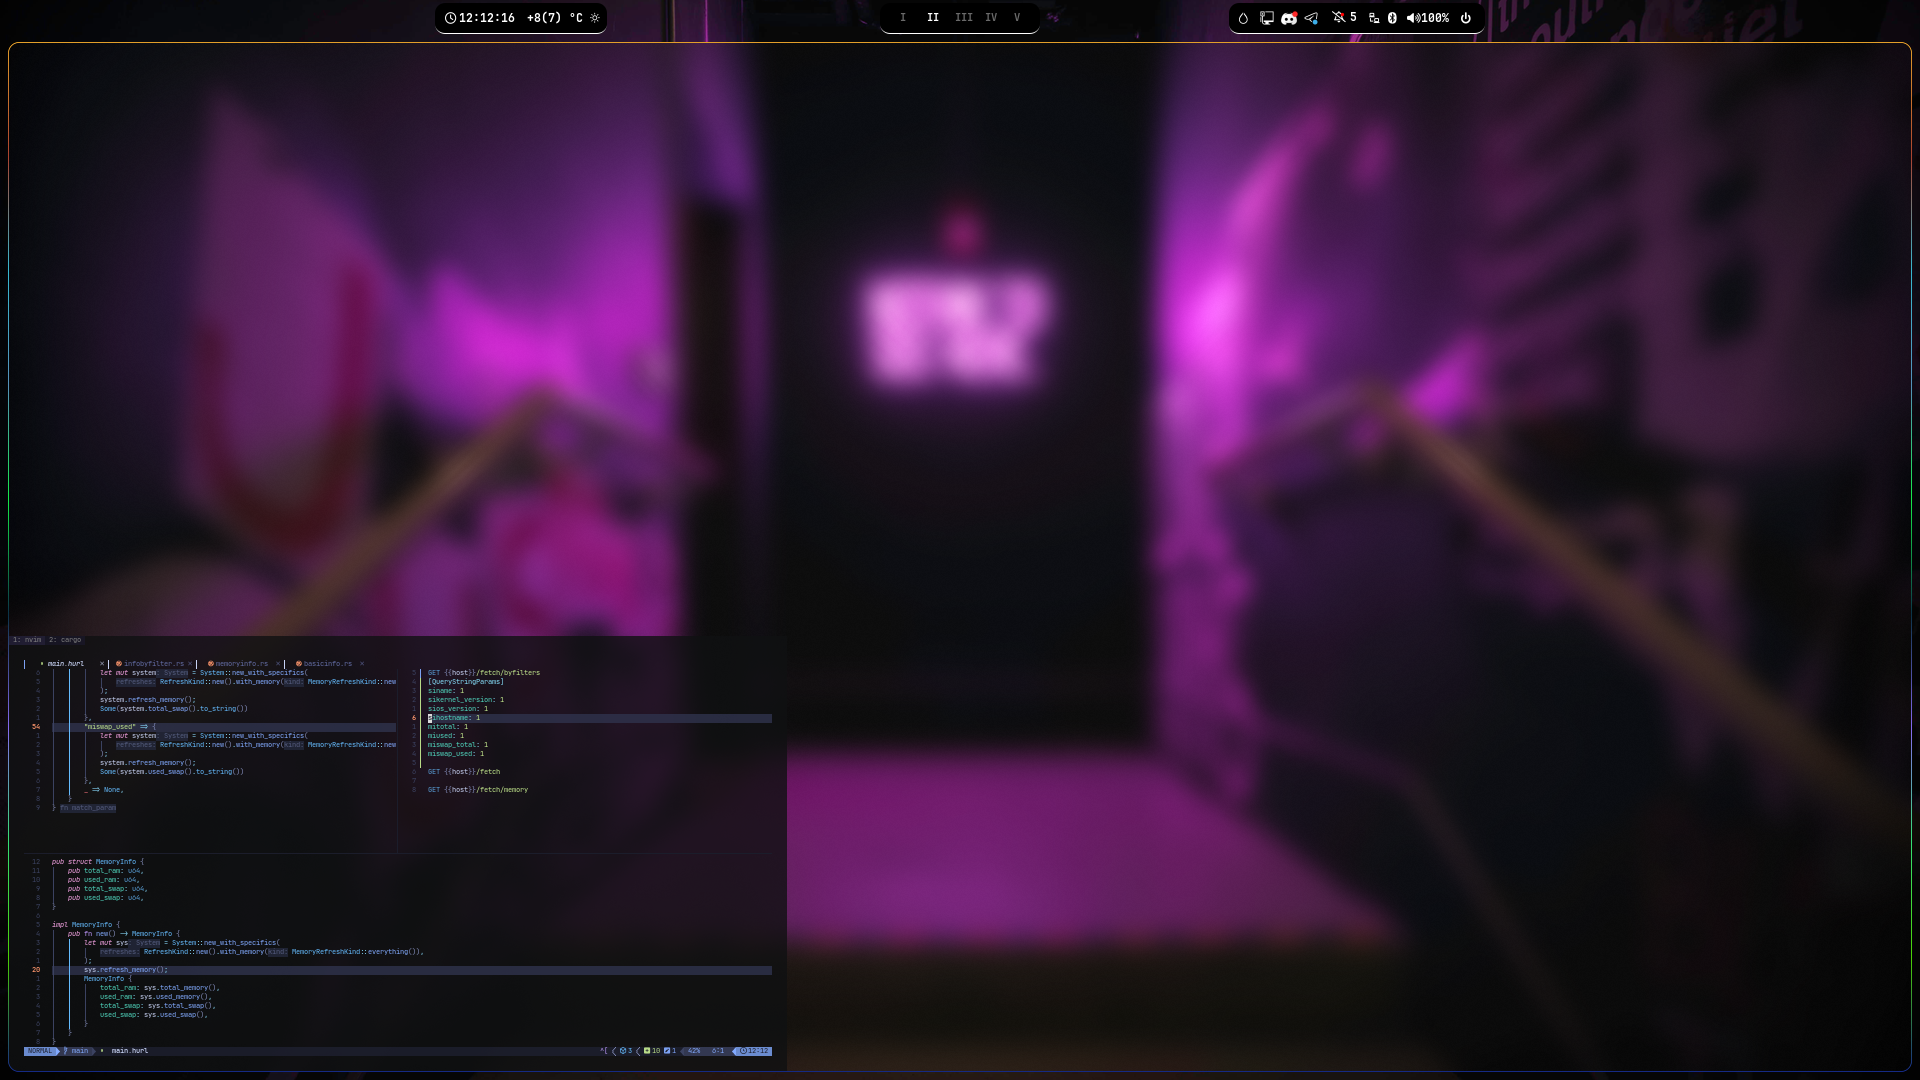 12:12:16 +8(7) °C
I II III IV V
5 100%
1: nvim 2: cargo
main.hurl × infobyfilter.rs × memoryinfo.rs × basicinfo.rs ×
6 let mut system: System = System::new_with_specifics(
5 refreshes: RefreshKind::new().with_memory(kind: MemoryRefreshKind::new
4 );
3 system.refresh_memory();
2 Some(system.total_swap().to_string())
1 },
54 "miswap_used" => {
1 let mut system: System = System::new_with_specifics(
2 refreshes: RefreshKind::new().with_memory(kind: MemoryRefreshKind::new
3 );
4 system.refresh_memory();
5 Some(system.used_swap().to_string())
6 },
7 _ => None,
8 }
9 } fn match_param
5 GET {{host}}/fetch/byfilters
4 [QueryStringParams]
3 siname: 1
2 sikernel_version: 1
1 sios_version: 1
6 sihostname: 1
1 mitotal: 1
2 miused: 1
3 miswap_total: 1
4 miswap_used: 1
5
6 GET {{host}}/fetch
7
8 GET {{host}}/fetch/memory
12 pub struct MemoryInfo {
11 pub total_ram: u64,
10 pub used_ram: u64,
9 pub total_swap: u64,
8 pub used_swap: u64,
7 }
6
5 impl MemoryInfo {
4 pub fn new() -> MemoryInfo {
3 let mut sys: System = System::new_with_specifics(
2 refreshes: RefreshKind::new().with_memory(kind: MemoryRefreshKind::everything()),
1 );
20 sys.refresh_memory();
1 MemoryInfo {
2 total_ram: sys.total_memory(),
3 used_ram: sys.used_memory(),
4 total_swap: sys.total_swap(),
5 used_swap: sys.used_swap(),
6 }
7 }
8 }
NORMAL main main.hurl ^[ 3 10 1 42% 6:1 12:12